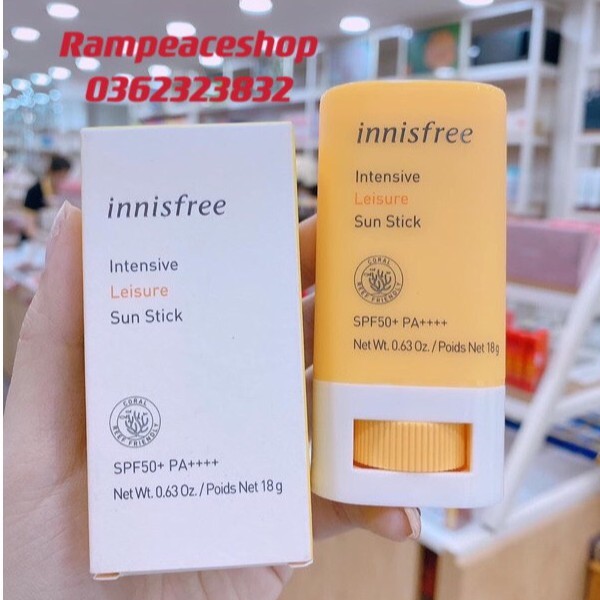 Rampeaceshop
0362323832
innisfree
Intensive
Leisure
Sun Stick
CORAL
REEF FRIENDLY
SPF50+ PA++++
Net Wt. 0.63 Oz. / Poids Net 18 g
innisfree
Intensive
Leisure
Sun Stick
CORAL
REEF FRIENDLY
SPF50+ PA++++
Net Wt. 0.63 Oz. / Poids Net 18 g